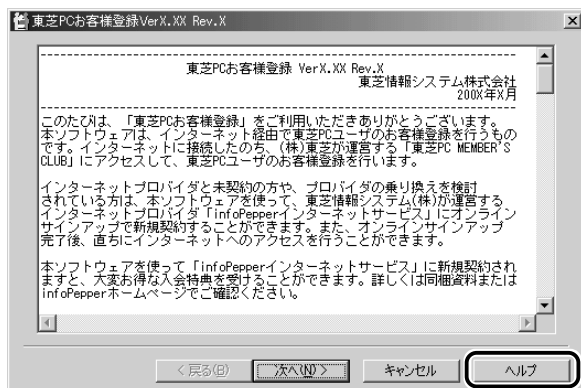 東芝PCお客様登録VerX.XX Rev.X
東芝PCお客様登録 VerX.XX Rev.X
東芝情報システム株式会社
200X年X月
このたびは、「東芝PCお客様登録」をご利用いただきありがとうございます。
本ソフトウェアは、インターネット経由で東芝PCユーザのお客様登録を行うもの
です。インターネットに接続したのち、(株)東芝が運営する「東芝PC MEMBER'S
CLUB」にアクセスして、東芝PCユーザのお客様登録を行います。
インターネットプロバイダと未契約の方や、プロバイダの乗り換えを検討
されている方は、本ソフトウェアを使って、東芝情報システム(株)が運営する
インターネットプロバイダ「infoPepperインターネットサービス」にオンライン
サインアップで新規契約することができます。また、オンラインサインアップ
完了後、直ちにインターネットへのアクセスを行うことができます。
本ソフトウェアを使って「infoPepperインターネットサービス」に新規契約され
ますと、大変お得な入会特典を受けることができます。詳しくは同梱資料または
infoPepperホームページでご確認ください。
< 戻る(B) 次へ(N) > キャンセル ヘルプ